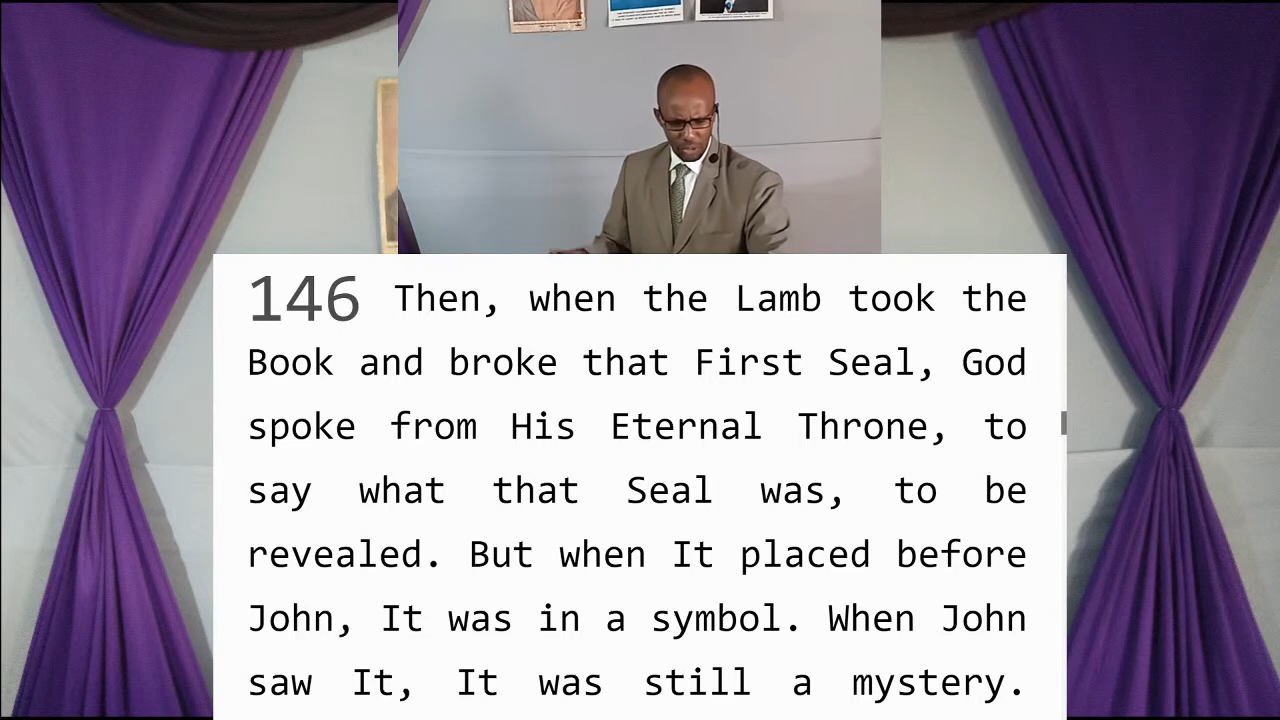 146 Then, when the Lamb took the
Book and broke that First Seal, God
spoke from His Eternal Throne, to
say what that Seal was, to be
revealed. But when It placed before
John, It was in a symbol. When John
saw It, It was still a mystery.